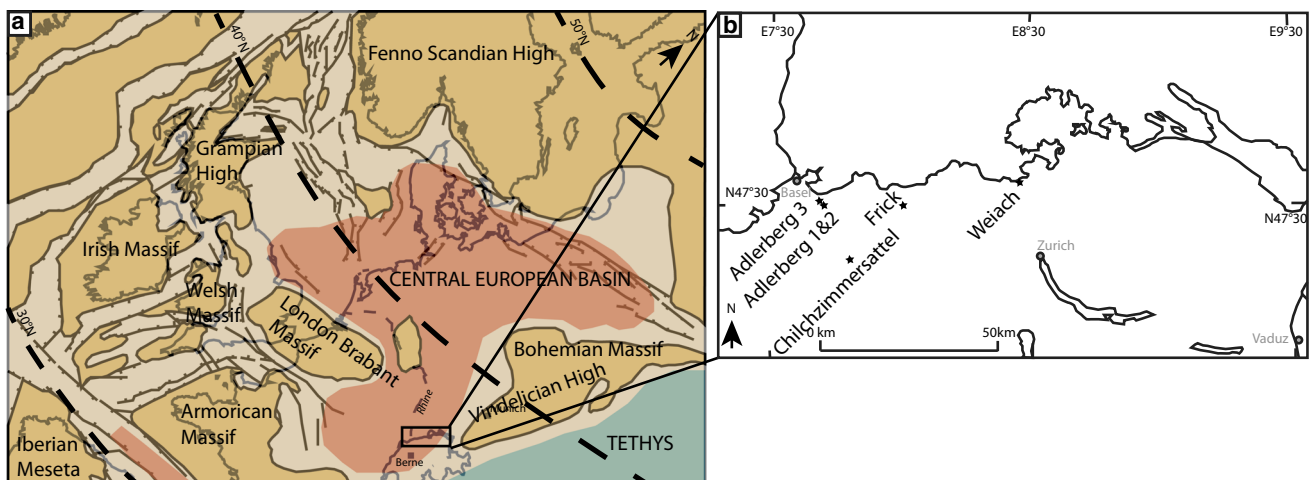 a
40°N
50°N
N
Fenno Scandian High
Grampian
High
Irish Massif
Welsh
Massif
CENTRAL EUROPEAN BASIN
London Brabant
Massif
30°N
Bohemian Massif
Vindelician High
Munich
Rhine
Armorican
Massif
Iberian
Meseta
Berne
TETHYS
b
E7°30
E8°30
E9°30
N47°30
Basel
N47°30
Adlerberg 3
Adlerberg 1&2
Frick
Chilchzimmersattel
Weiach
Zurich
N
0 km
50km
Vaduz